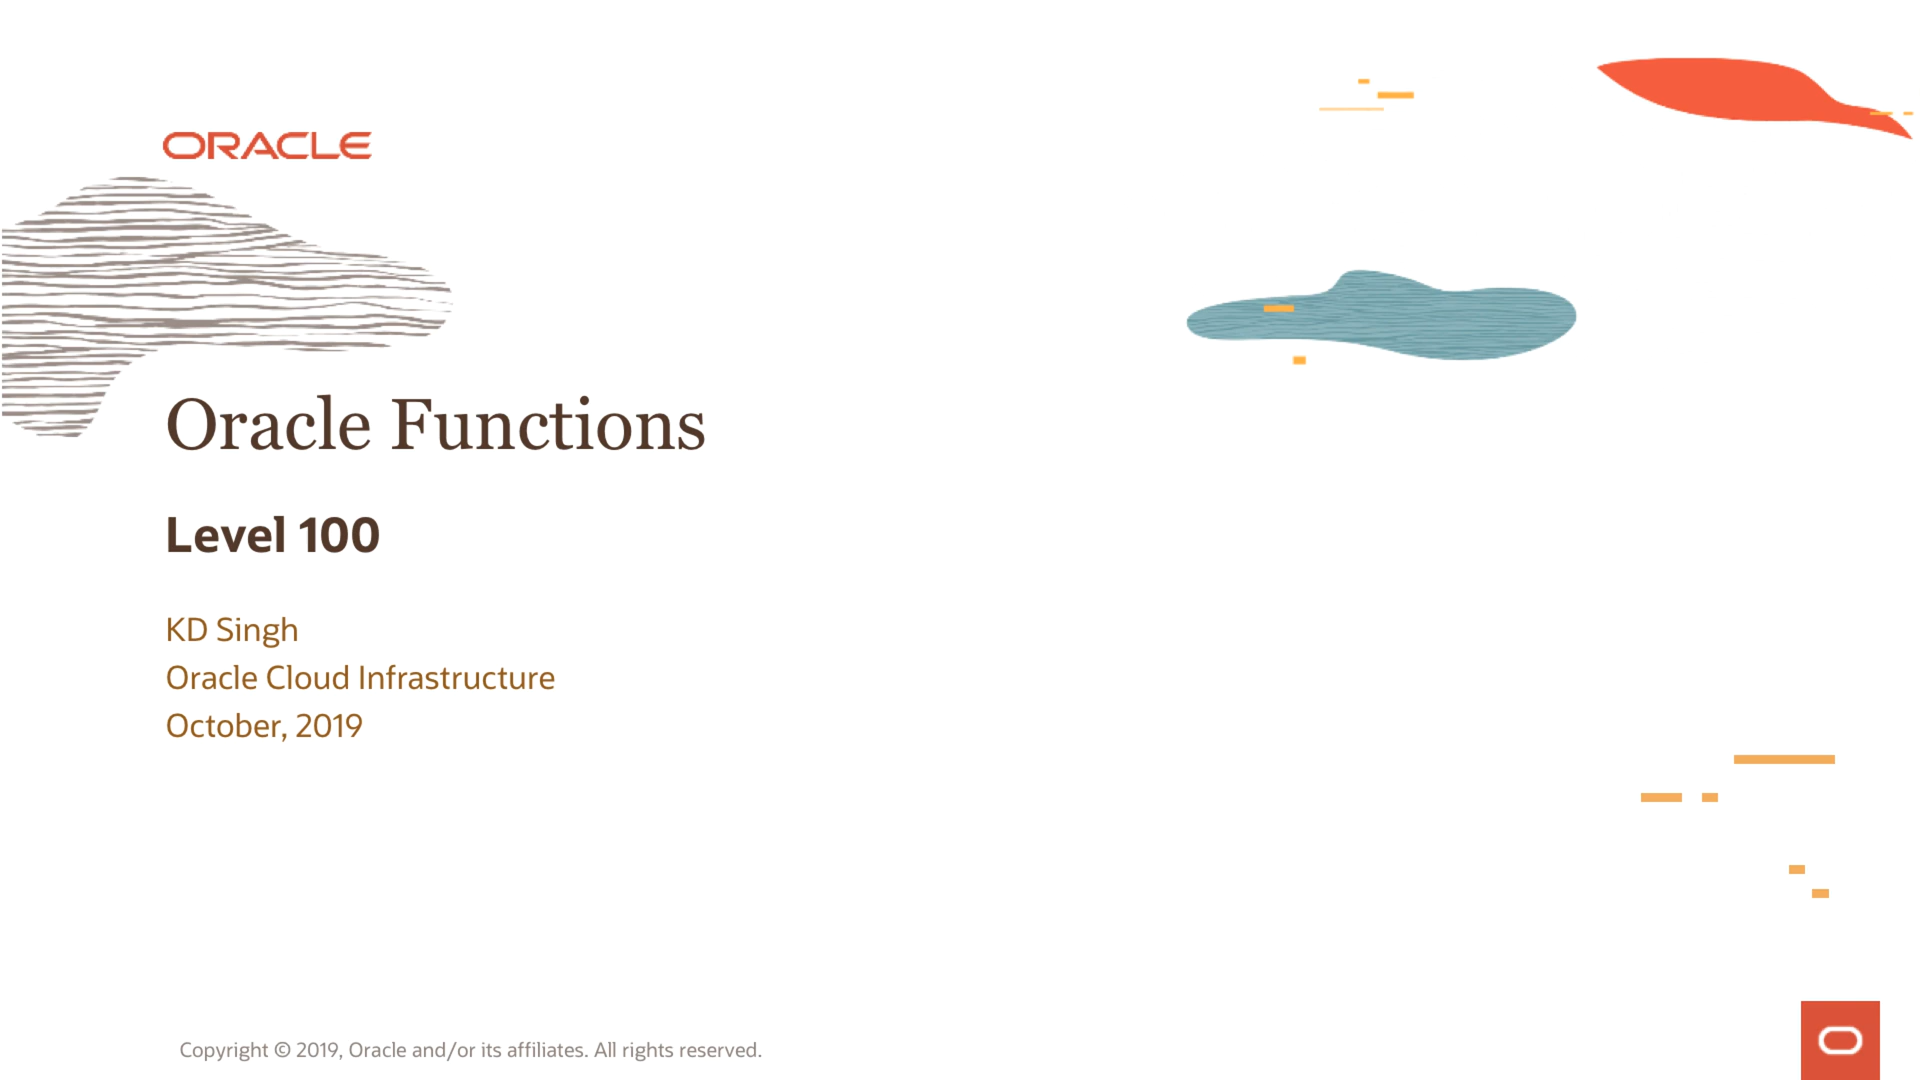 ORACLE
Oracle Functions
Level 100
KD Singh
Oracle Cloud Infrastructure
October, 2019
Copyright © 2019, Oracle and/or its affiliates. All rights reserved.